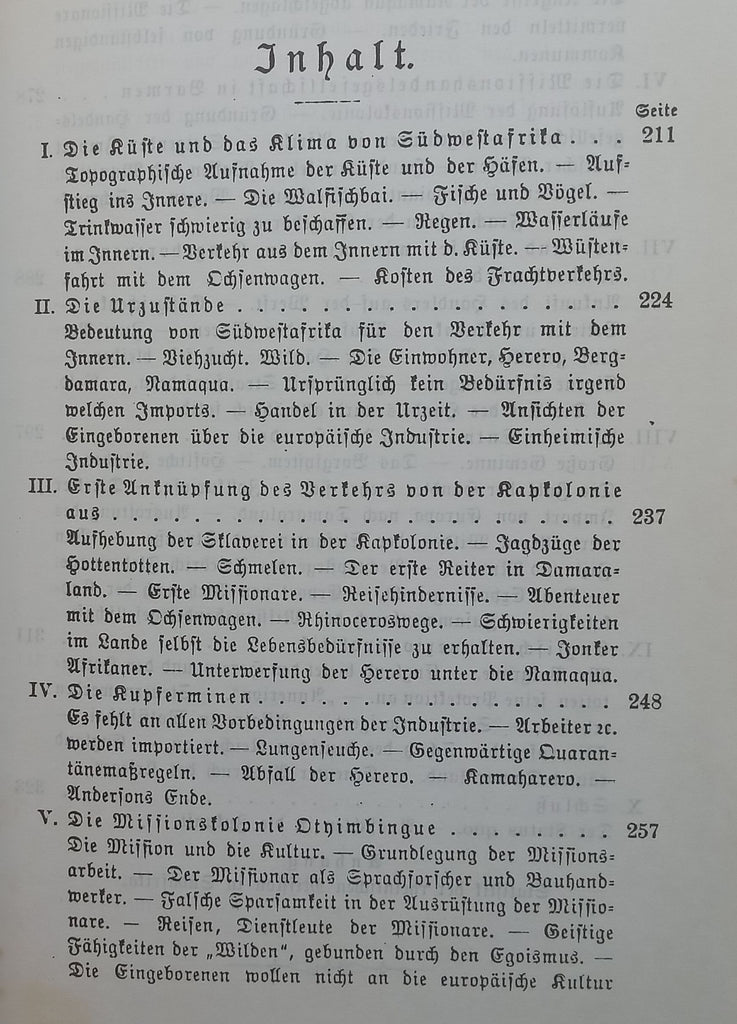 Inhalt.
Seite
I. Die Küste und das Klima von Südwestafrika . . . 211
Topographische Aufnahme der Küste und der Häfen. — Auf-
stieg ins Innere. — Die Walfischbai. — Fische und Vögel. —
Trinkwasser schwierig zu beschaffen. — Regen. — Wasserläufe
im Innern. — Verkehr aus dem Innern mit d. Küste. — Wüsten-
fahrt mit dem Ochsenwagen. — Kosten des Frachtverkehrs.
II. Die Urzustände . . . . . . . . . . . . . . . . 224
Bedeutung von Südwestafrika für den Verkehr mit dem
Innern. — Viehzucht. Wild. — Die Einwohner, Herero, Berg-
damara, Namaqua. — Ursprünglich kein Bedürfnis irgend
welchen Imports. — Handel in der Urzeit. — Ansichten der
Eingeborenen über die europäische Industrie. — Einheimische
Industrie.
III. Erste Anknüpfung des Verkehrs von der Kapkolonie
aus . . . . . . . . . . . . . . . . . . . . 237
Aufhebung der Sklaverei in der Kapkolonie. — Jagdzüge der
Hottentotten. — Schmelen. — Der erste Reiter in Damara-
land. — Erste Missionare. — Reisehindernisse. — Abenteuer
mit dem Ochsenwagen. — Rhinoceroswege. — Schwierigkeiten
im Lande selbst die Lebensbedürfnisse zu erhalten. — Jonker
Afrikaner. — Unterwerfung der Herero unter die Namaqua.
IV. Die Kupferminen . . . . . . . . . . . . . . 248
Es fehlt an allen Vorbedingungen der Industrie. — Arbeiter ꝛc.
werden importiert. — Lungenseuche. — Gegenwärtige Quaran-
tänemaßregeln. — Abfall der Herero. — Kamaharero. —
Andersons Ende.
V. Die Missionskolonie Otyimbingue . . . . . . . . 257
Die Mission und die Kultur. — Grundlegung der Missions-
arbeit. — Der Missionar als Sprachforscher und Bauhand-
werker. — Falsche Sparsamkeit in der Ausrüstung der Missio-
nare. — Reisen, Dienstleute der Missionare. — Geistige
Fähigkeiten der „Wilden“, gebunden durch den Egoismus. —
Die Eingeborenen wollen nicht an die europäische Kultur